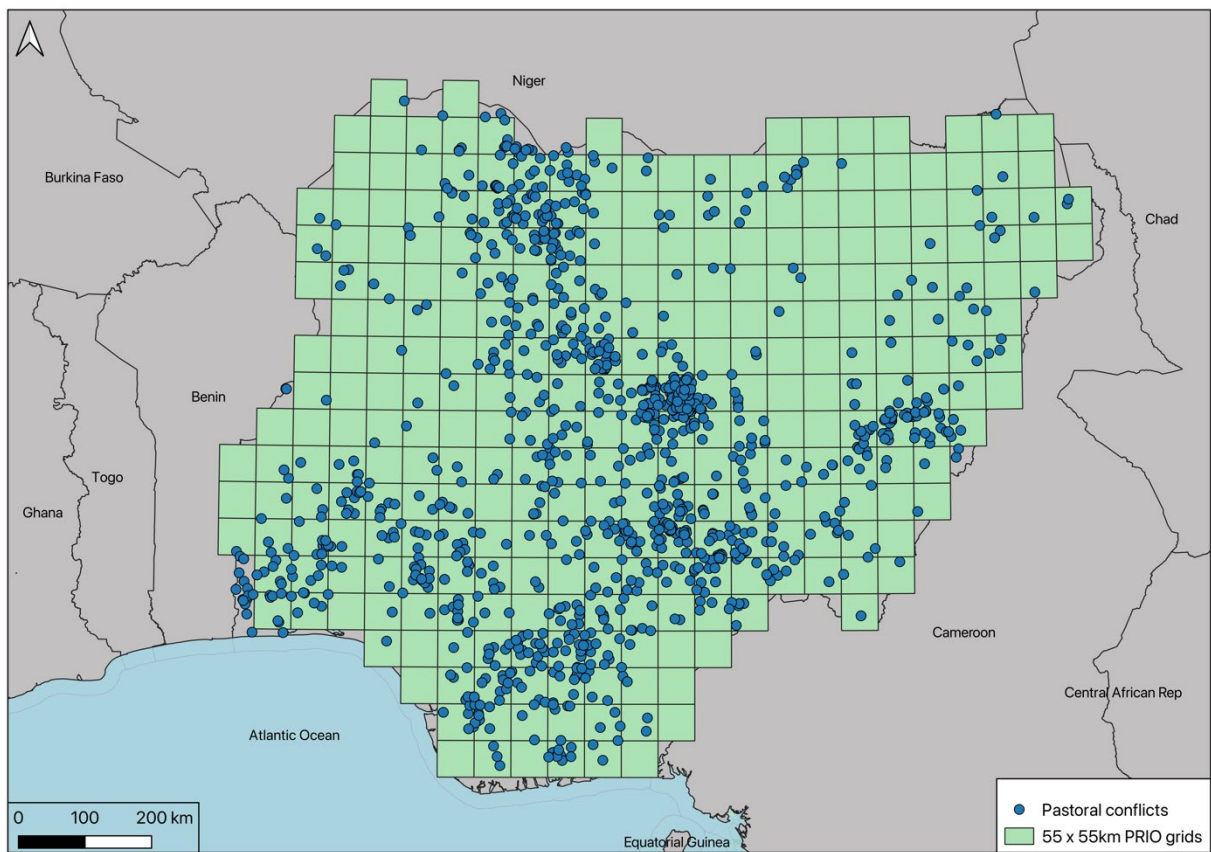 Niger
Burkina Faso
Chad
Benin
Togo
Ghana
Cameroon
Central African Rep
Atlantic Ocean
Pastoral conflicts
0 100 200 km
55 x 55km PRIO grids
Equatorial Guinea